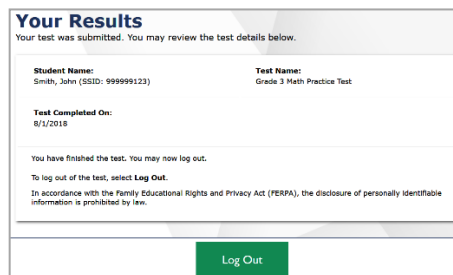 Your Results
Your test was submitted. You may review the test details below.
Student Name:
Smith, John (SSID: 999999123)
Test Name:
Grade 3 Math Practice Test
Test Completed On:
8/1/2018
You have finished the test. You may now log out.
To log out of the test, select Log Out.
In accordance with the Family Educational Rights and Privacy Act (FERPA), the disclosure of personally identifiable
information is prohibited by law.
Log Out